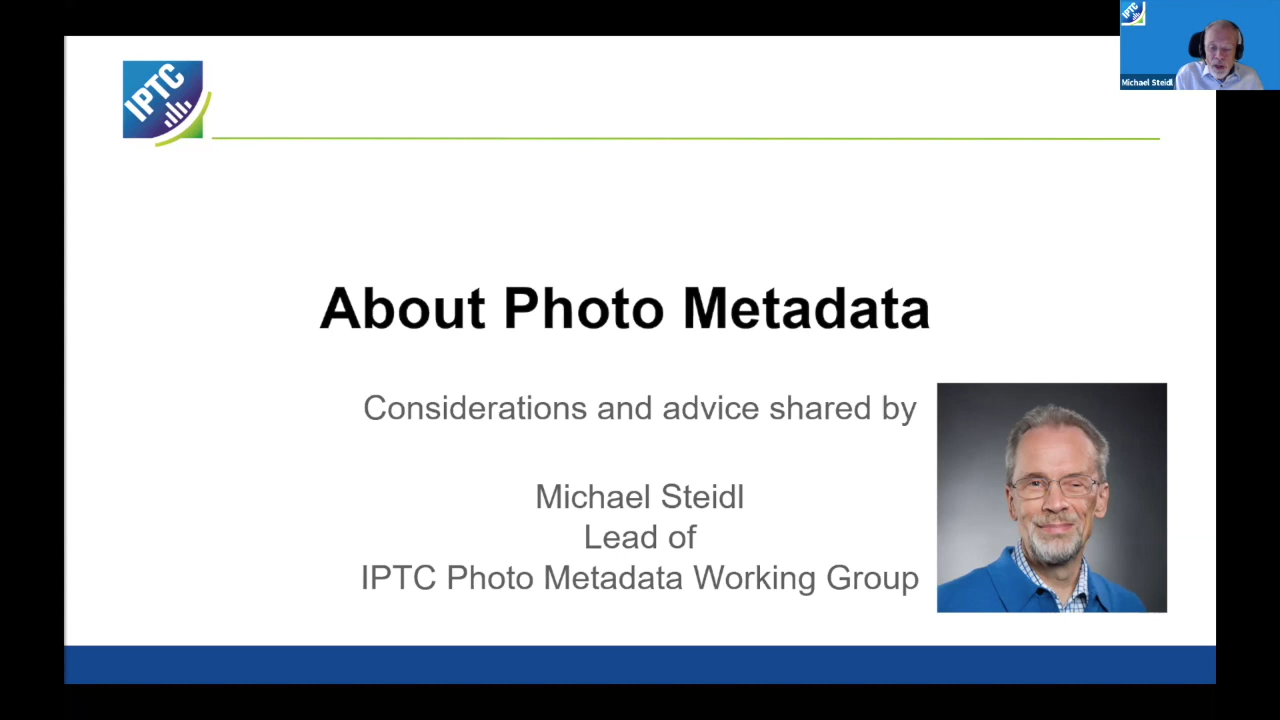 IPTC
IPTC
Michael Steidl
About Photo Metadata
Considerations and advice shared by
Michael Steidl
Lead of
IPTC Photo Metadata Working Group